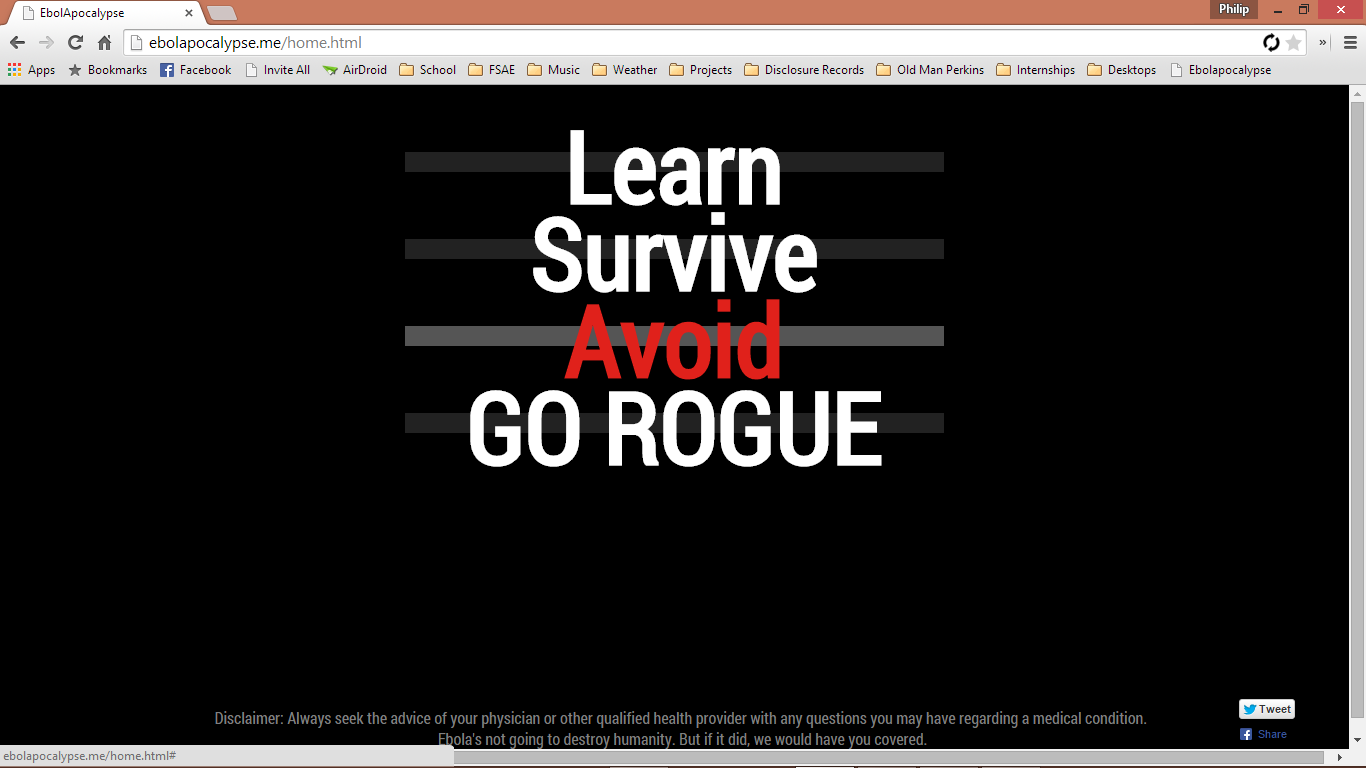 EbolApocalypse
Philip
ebolapocalypse.me/home.html
»
Apps Bookmarks Facebook Invite All AirDroid School FSAE Music Weather Projects Disclosure Records Old Man Perkins Internships Desktops Ebolapocalypse
Learn
Survive
Avoid
GO ROGUE
Disclaimer: Always seek the advice of your physician or other qualified health provider with any questions you may have regarding a medical condition.
Ebola's not going to destroy humanity. But if it did, we would have you covered.
Tweet
Share
ebolapocalypse.me/home.html#